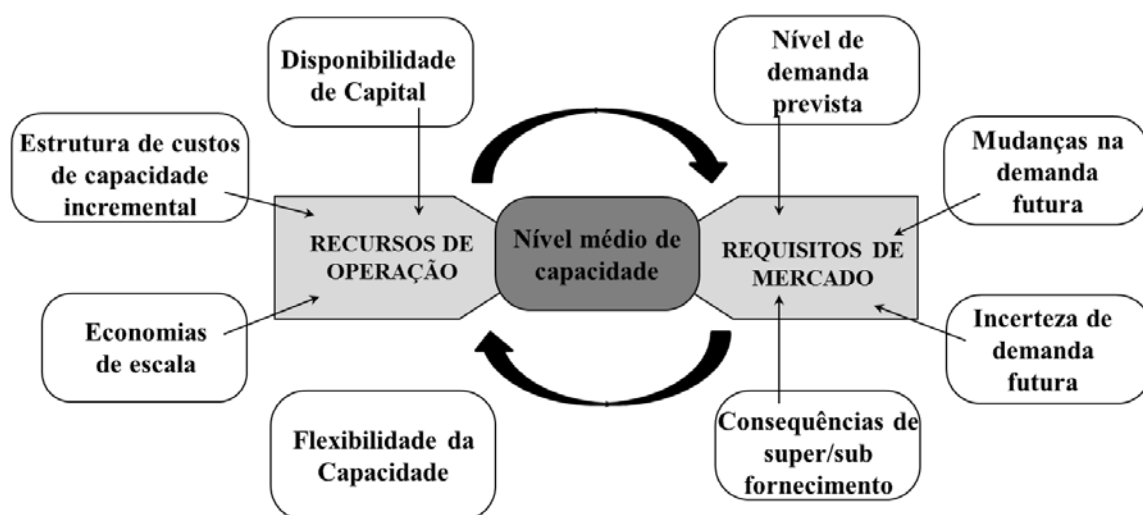 Disponibilidade
de Capital
Nível de
demanda
prevista
Estrutura de custos
de capacidade
incremental
Mudanças na
demanda
futura
RECURSOS DE
OPERAÇÃO
Nível médio de
capacidade
REQUISITOS DE
MERCADO
Economias
de escala
Incerteza de
demanda
futura
Flexibilidade da
Capacidade
Consequências de
super/sub
fornecimento